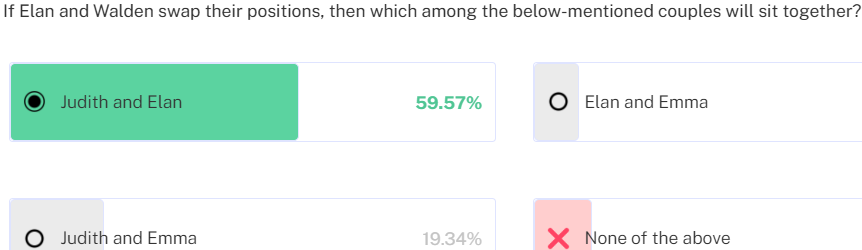 If Elan and Walden swap their positions, then which among the below-mentioned couples will sit together?
Judith and Elan 59.57% Elan and Emma
Judith and Emma 19.34% None of the above